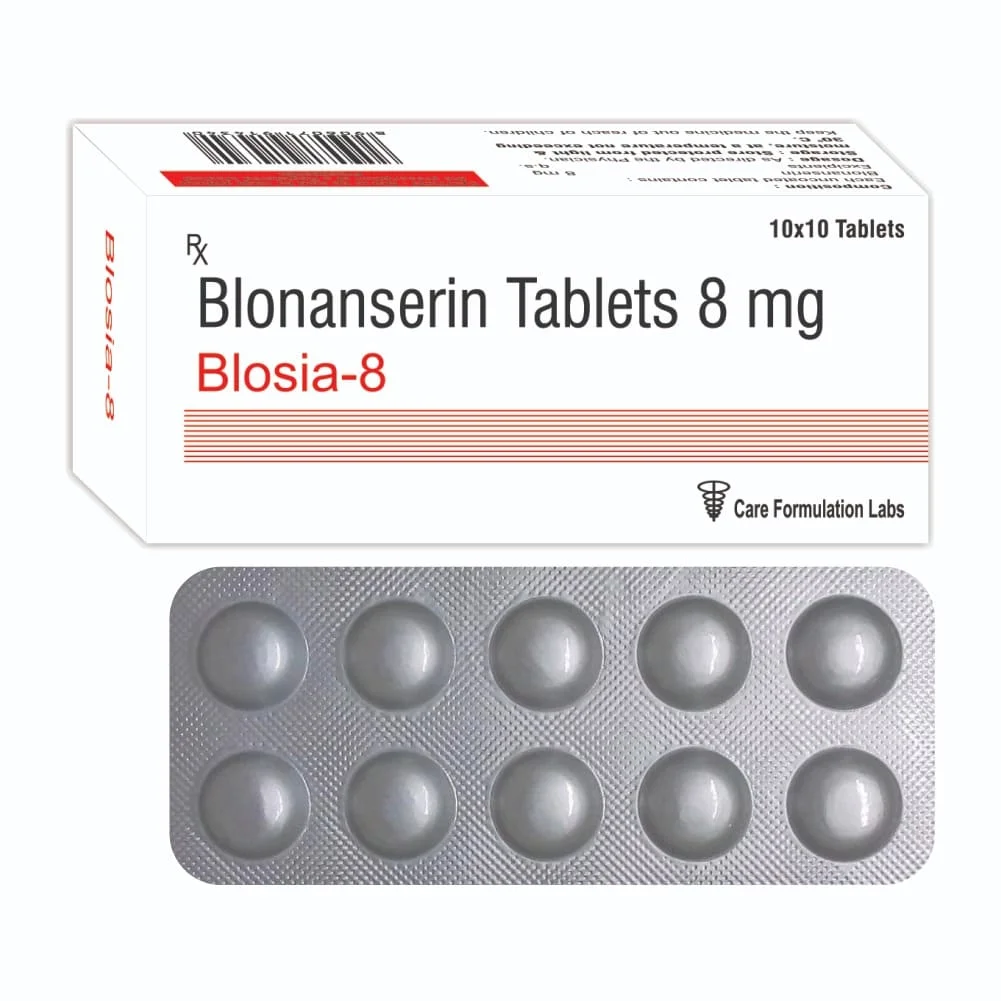 Composition :
Each uncoated tablet contains :
Blonanserin 8 mg
Excipients q.s.
Dosage : As directed by the Physician.
Storage : Store protected from light &
moisture, at a temperature not exceeding
30°C.
Keep the medicine out of reach of children.
Blosia-8
10x10 Tablets
Rx
Blonanserin Tablets 8 mg
Blosia-8
Care Formulation Labs